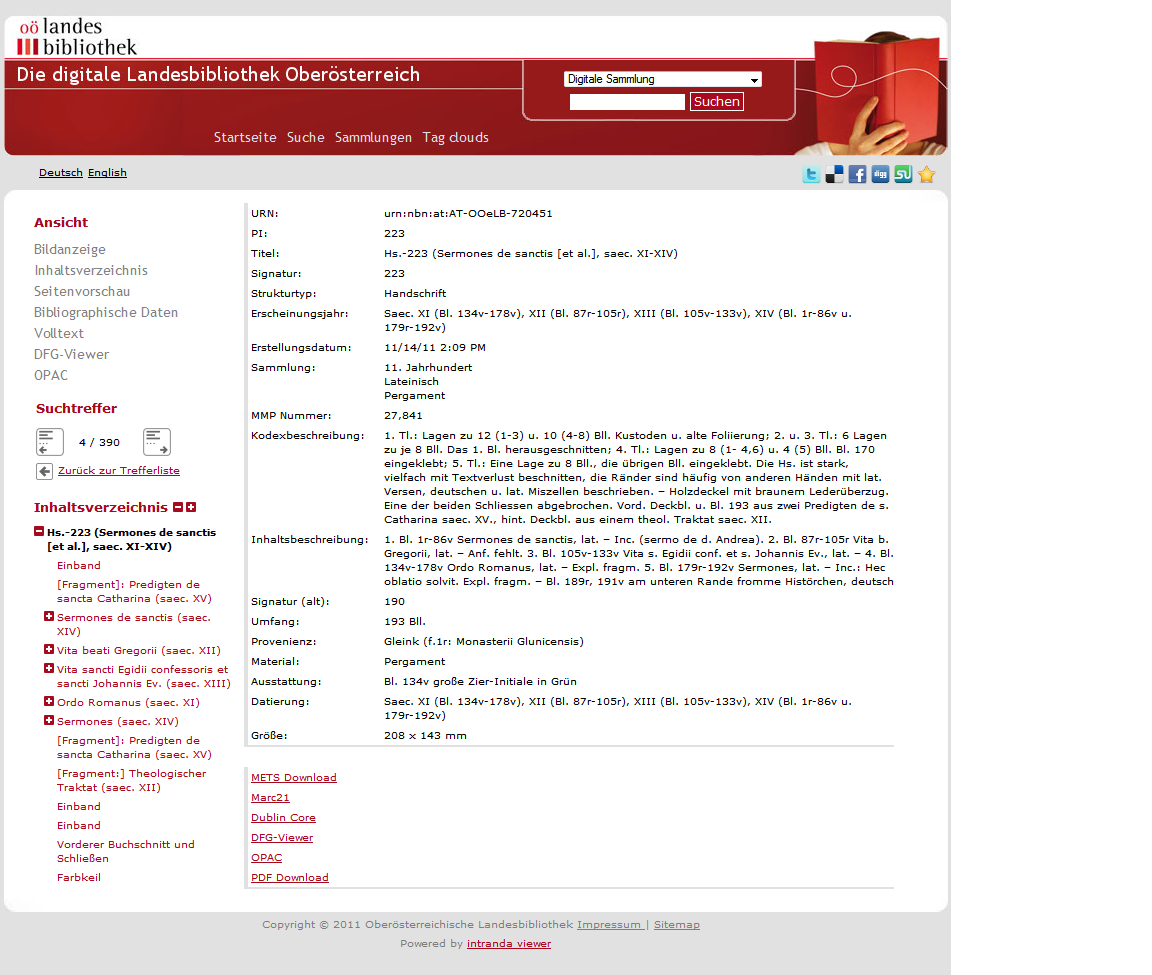 oö landes
bibliothek
Die digitale Landesbibliothek Oberösterreich
Digitale Sammlung
Suchen
Startseite Suche Sammlungen Tag clouds
Deutsch English
digg
Ansicht
Bildanzeige
Inhaltsverzeichnis
Seitenvorschau
Bibliographische Daten
Volltext
DFG-Viewer
OPAC
Suchtreffer
4 / 390
Zurück zur Trefferliste
Inhaltsverzeichnis
Hs.-223 (Sermones de sanctis
[et al.], saec. XI-XIV)
Einband
[Fragment]: Predigten de
sancta Catharina (saec. XV)
Sermones de sanctis (saec.
XIV)
Vita beati Gregorii (saec. XII)
Vita sancti Egidii confessoris et
sancti Johannis Ev. (saec. XIII)
Ordo Romanus (saec. XI)
Sermones (saec. XIV)
[Fragment]: Predigten de
sancta Catharina (saec. XV)
[Fragment:] Theologischer
Traktat (saec. XII)
Einband
Einband
Vorderer Buchschnitt und
Schließen
Farbkeil
URN: urn:nbn:at:AT-OOeLB-720451
PI: 223
Titel: Hs.-223 (Sermones de sanctis [et al.], saec. XI-XIV)
Signatur: 223
Strukturtyp: Handschrift
Erscheinungsjahr: Saec. XI (Bl. 134v-178v), XII (Bl. 87r-105r), XIII (Bl. 105v-133v), XIV (Bl. 1r-86v u.
179r-192v)
Erstellungsdatum: 11/14/11 2:09 PM
Sammlung: 11. Jahrhundert
Lateinisch
Pergament
MMP Nummer: 27,841
Kodexbeschreibung: 1. Tl.: Lagen zu 12 (1-3) u. 10 (4-8) Bll. Kustoden u. alte Foliierung; 2. u. 3. Tl.: 6 Lagen
zu je 8 Bll. Das 1. Bl. herausgeschnitten; 4. Tl.: Lagen zu 8 (1- 4,6) u. 4 (5) Bll. Bl. 170
eingeklebt; 5. Tl.: Eine Lage zu 8 Bll., die übrigen Bll. eingeklebt. Die Hs. ist stark,
vielfach mit Textverlust beschnitten, die Ränder sind häufig von anderen Händen mit lat.
Versen, deutschen u. lat. Miszellen beschrieben. – Holzdeckel mit braunem Lederüberzug.
Eine der beiden Schliessen abgebrochen. Vord. Deckbl. u. Bl. 193 aus zwei Predigten de s.
Catharina saec. XV., hint. Deckbl. aus einem theol. Traktat saec. XII.
Inhaltsbeschreibung: 1. Bl. 1r-86v Sermones de sanctis, lat. – Inc. (sermo de d. Andrea). 2. Bl. 87r-105r Vita b.
Gregorii, lat. – Anf. fehlt. 3. Bl. 105v-133v Vita s. Egidii conf. et s. Johannis Ev., lat. – 4. Bl.
134v-178v Ordo Romanus, lat. – Expl. fragm. 5. Bl. 179r-192v Sermones, lat. – Inc.: Hec
oblatio solvit. Expl. fragm. – Bl. 189r, 191v am unteren Rande fromme Histörchen, deutsch
Signatur (alt): 190
Umfang: 193 Bll.
Provenienz: Gleink (f.1r: Monasterii Glunicensis)
Material: Pergament
Ausstattung: Bl. 134v große Zier-Initiale in Grün
Datierung: Saec. XI (Bl. 134v-178v), XII (Bl. 87r-105r), XIII (Bl. 105v-133v), XIV (Bl. 1r-86v u.
179r-192v)
Größe: 208 x 143 mm
METS Download
Marc21
Dublin Core
DFG-Viewer
OPAC
PDF Download
Copyright © 2011 Oberösterreichische Landesbibliothek Impressum | Sitemap
Powered by intranda viewer